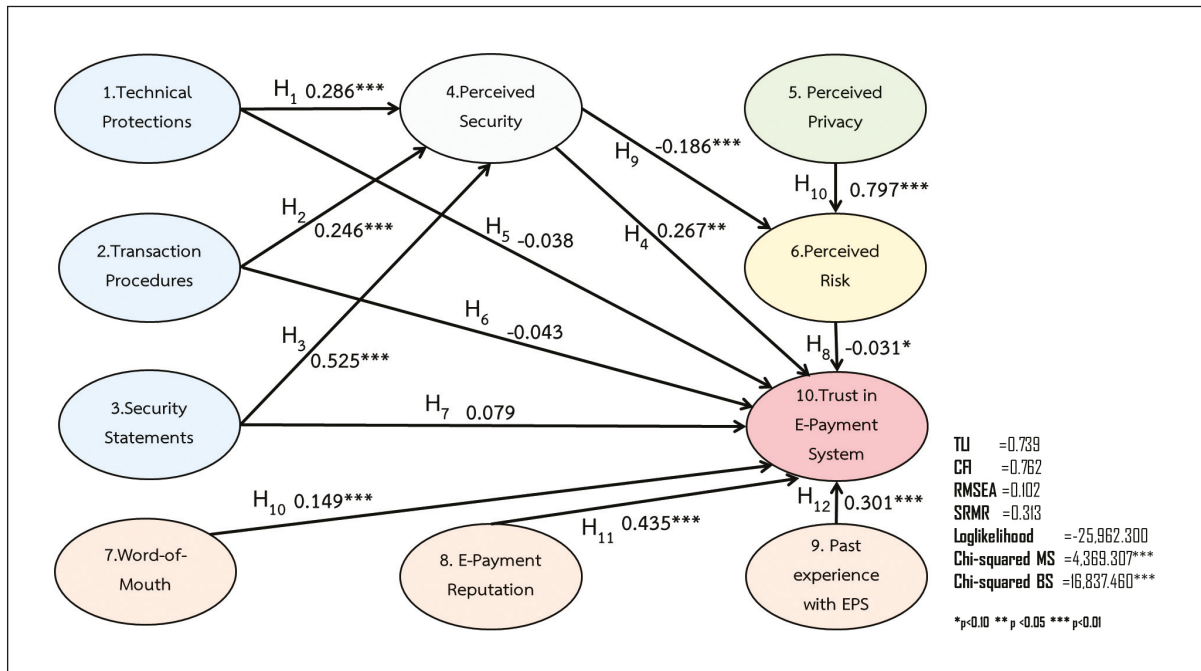 1.Technical
Protections
H1 0.286***
4.Perceived
Security
5. Perceived
Privacy
H9 -0.186***
H10 0.797***
H2 0.246***
H5 -0.038
H4 0.267**
2.Transaction
Procedures
6.Perceived
Risk
H6 -0.043
H3 0.525***
H8 -0.031*
3.Security
Statements
H7 0.079
10.Trust in
E-Payment
System
H10 0.149***
H11 0.435***
H12 0.301***
7.Word-of-
Mouth
8. E-Payment
Reputation
9. Past
experience
with EPS
TLI =0.739
CFI =0.762
RMSEA =0.102
SRMR =0.313
Loglikelihood =-25,962.300
Chi-squared MS =4,369.307***
Chi-squared BS =16,837.460***
*p<0.10 ** p <0.05 *** p<0.01